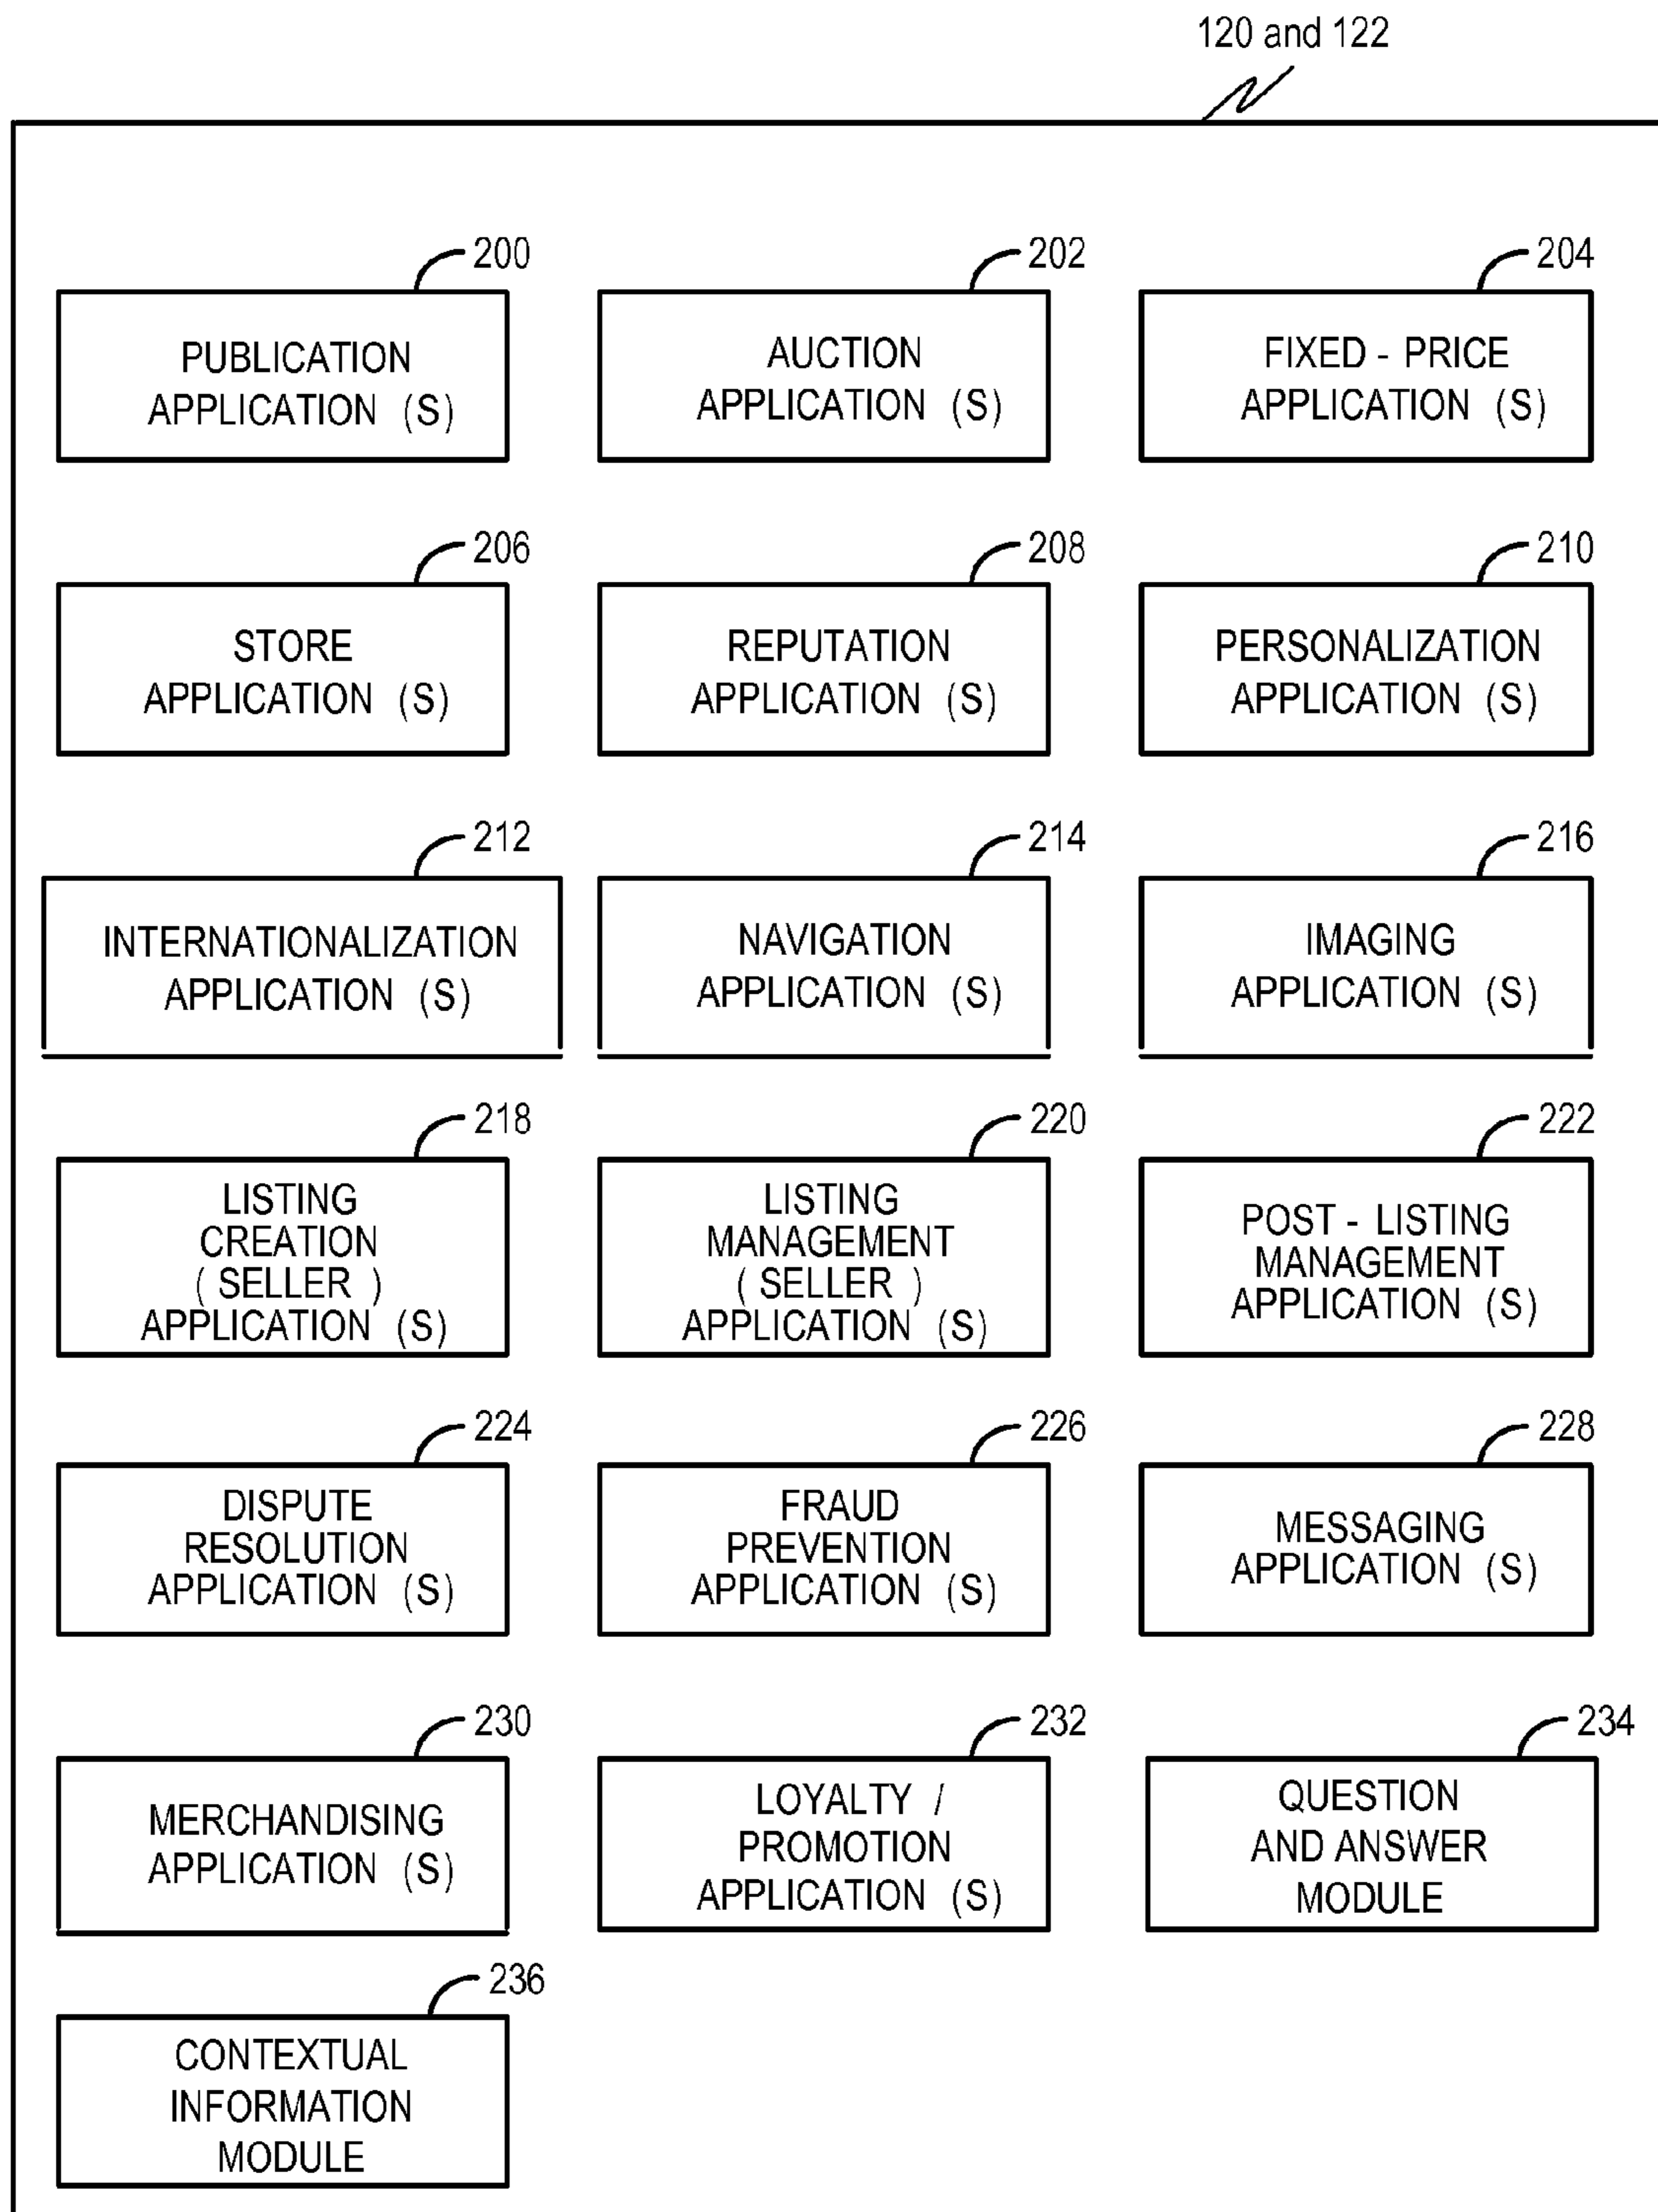 120 and 122
200
PUBLICATION
APPLICATION (S)
202
AUCTION
APPLICATION (S)
204
FIXED - PRICE
APPLICATION (S)
206
STORE
APPLICATION (S)
208
REPUTATION
APPLICATION (S)
210
PERSONALIZATION
APPLICATION (S)
212
INTERNATIONALIZATION
APPLICATION (S)
214
NAVIGATION
APPLICATION (S)
216
IMAGING
APPLICATION (S)
218
LISTING
CREATION
( SELLER )
APPLICATION (S)
220
LISTING
MANAGEMENT
( SELLER )
APPLICATION (S)
222
POST - LISTING
MANAGEMENT
APPLICATION (S)
224
DISPUTE
RESOLUTION
APPLICATION (S)
226
FRAUD
PREVENTION
APPLICATION (S)
228
MESSAGING
APPLICATION (S)
230
MERCHANDISING
APPLICATION (S)
232
LOYALTY /
PROMOTION
APPLICATION (S)
234
QUESTION
AND ANSWER
MODULE
236
CONTEXTUAL
INFORMATION
MODULE